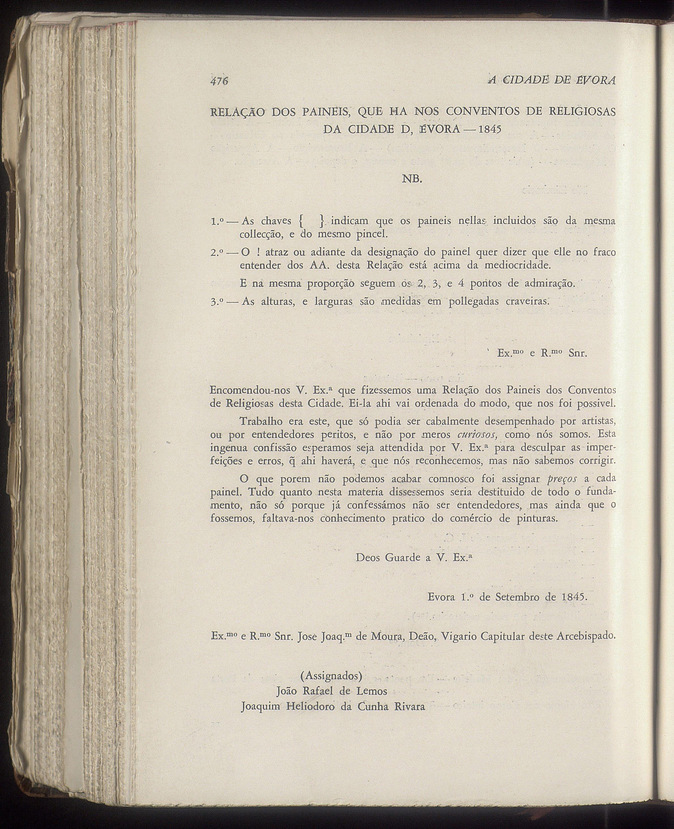 476 A CIDADE DE ÉVORA
RELAÇÃO DOS PAINEIS, QUE HA NOS CONVENTOS DE RELIGIOSAS
DA CIDADE D, ÉVORA — 1845
NB.
1.º — As chaves { } indicam que os paineis nellas incluidos são da mesma
collecção, e do mesmo pincel.
2.º — O ! atraz ou adiante da designação do painel quer dizer que elle no fraco
entender dos AA. desta Relação está acima da mediocridade.
E na mesma proporção seguem os 2, 3, e 4 pontos de admiração.
3.º — As alturas, e larguras são medidas em pollegadas craveiras.
Ex.mo e R.mo Snr.
Encomendou-nos V. Ex.ª que fizessemos uma Relação dos Paineis dos Conventos
de Religiosas desta Cidade. Ei-la ahi vai ordenada do modo, que nos foi possivel.
Trabalho era este, que só podia ser cabalmente desempenhado por artistas,
ou por entendedores peritos, e não por meros curiosos, como nós somos. Esta
ingenua confissão esperamos seja attendida por V. Ex.ª para desculpar as imper-
feições e erros, q̃ ahi haverá, e que nós reconhecemos, mas não sabemos corrigir.
O que porem não podemos acabar comnosco foi assignar preços a cada
painel. Tudo quanto nesta materia dissessemos seria destituido de todo o funda-
mento, não só porque já confessámos não ser entendedores, mas ainda que o
fossemos, faltava-nos conhecimento pratico do comércio de pinturas.
Deos Guarde a V. Ex.ª
Evora 1.º de Setembro de 1845.
Ex.mo e R.mo Snr. Jose Joaq.m de Moura, Deão, Vigario Capitular deste Arcebispado.
(Assignados)
João Rafael de Lemos
Joaquim Heliodoro da Cunha Rivara